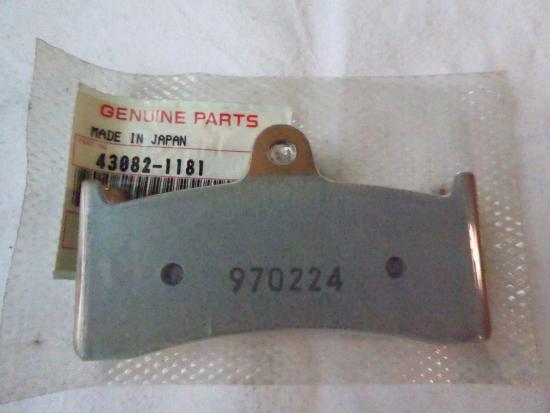 GENUINE PARTS
MADE IN JAPAN
43082-1181
970224